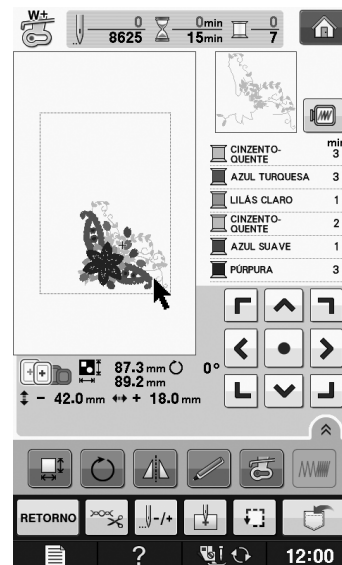 W+
0
8625
0min
15min
0
7
min
CINZENTO-
QUENTE 3
AZUL TURQUESA 3
LILÁS CLARO 1
CINZENTO-
QUENTE 2
AZUL SUAVE 1
PÚRPURA 3
87.3 mm 0°
89.2 mm
- 42.0 mm + 18.0 mm
RETORNO
-/+
? 12:00